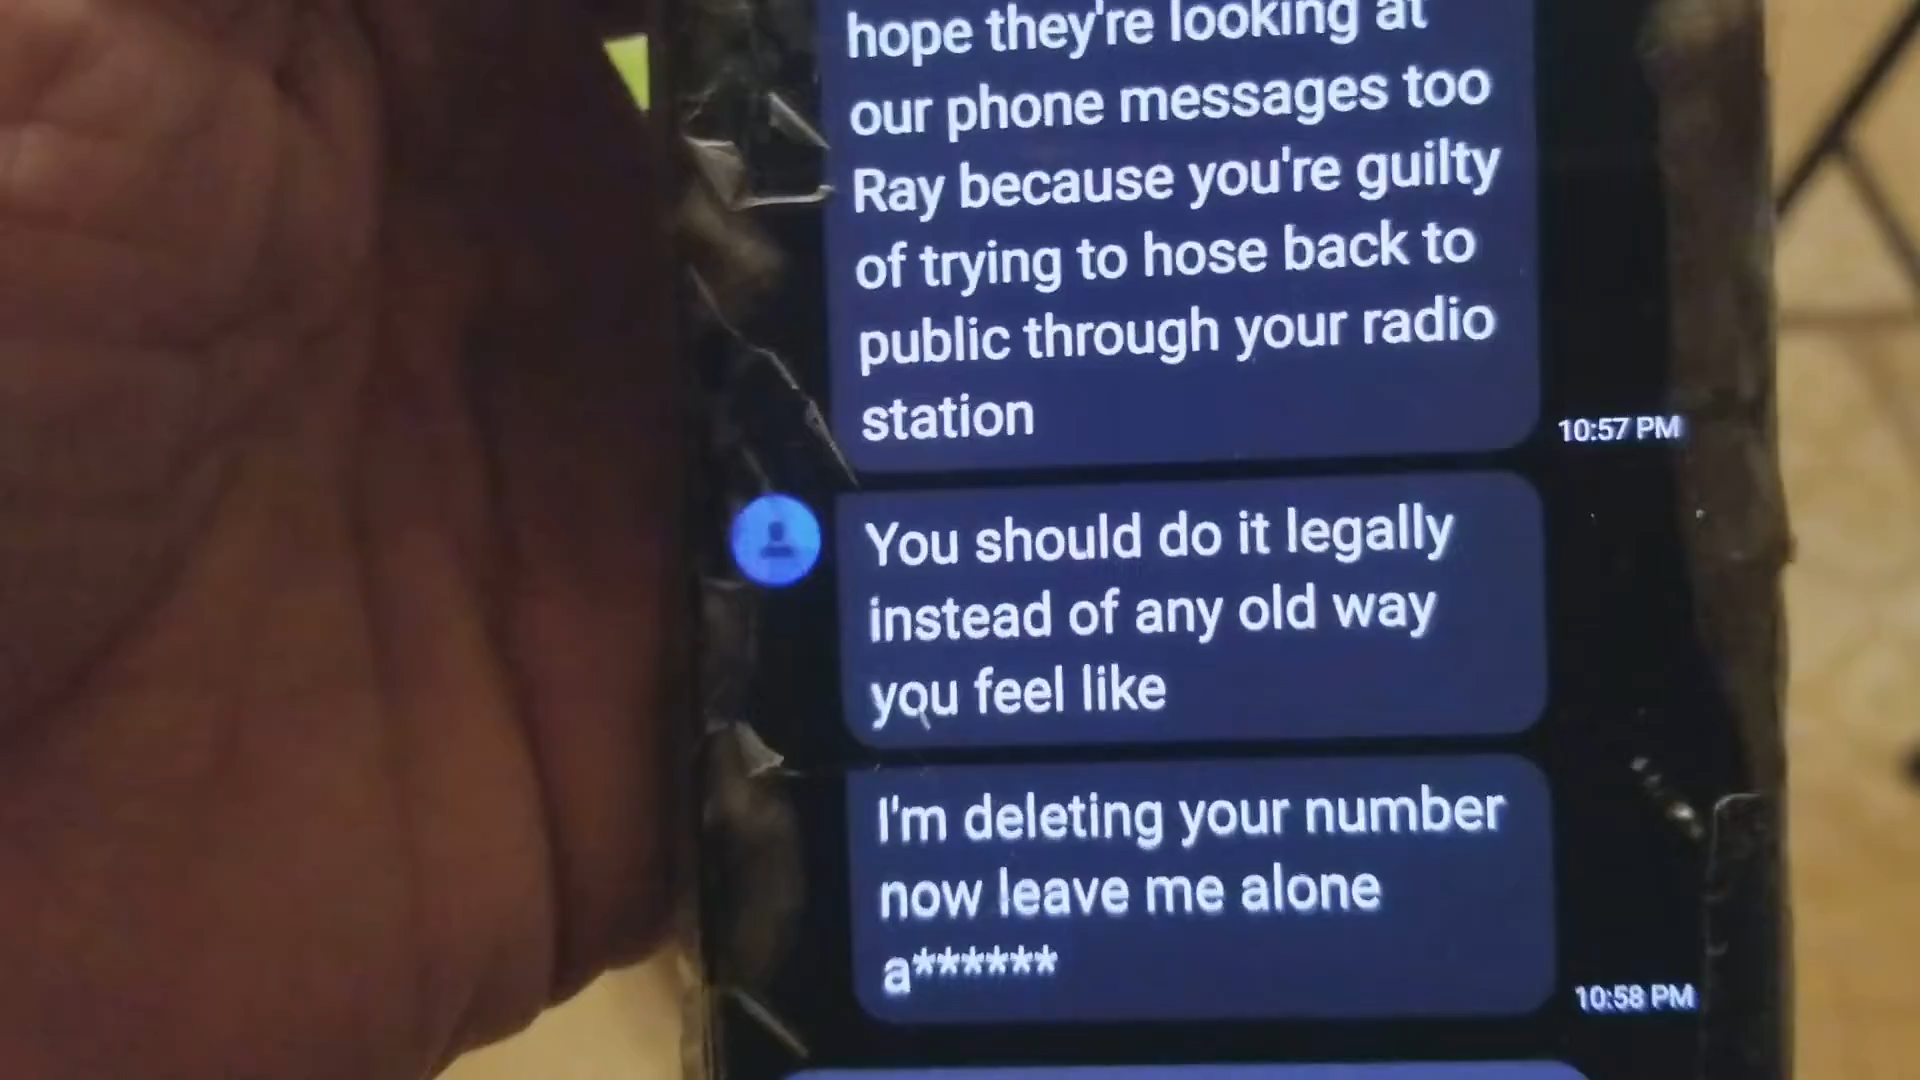 hope they're looking at
our phone messages too
Ray because you're guilty
of trying to hose back to
public through your radio
station
10:57 PM
You should do it legally
instead of any old way
you feel like
I'm deleting your number
now leave me alone
a******
10:58 PM